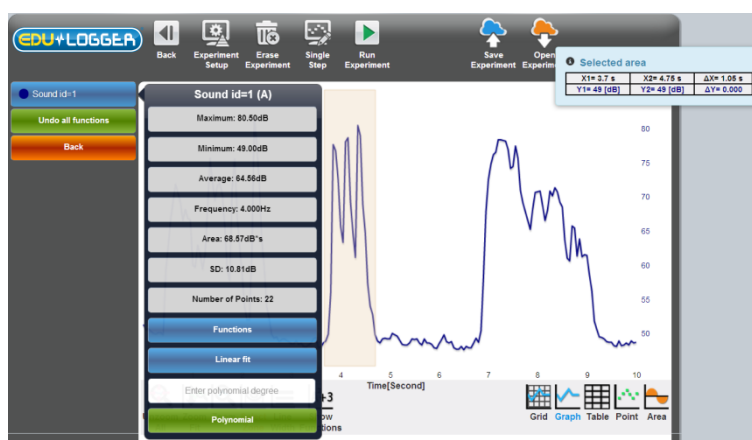 EDU LOGGER
Back
Experiment Setup
Erase Experiment
Single Step
Run Experiment
Save Experiment
Open
Selected area
X1= 3.7 s X2= 4.75 s ΔX= 1.05 s
Y1= 49 [dB] Y2= 49 [dB] ΔY= 0.000
Sound id=1
Undo all functions
Back
Sound id=1 (A)
Maximum: 80.50dB
Minimum: 49.00dB
Average: 64.56dB
Frequency: 4.000Hz
Area: 68.57dB*s
SD: 10.81dB
Number of Points: 22
Functions
Linear fit
Enter polynomial degree
Polynomial
80
75
70
65
60
55
50
4 5 6 7 8 9 10
Time[Second]
+3
Grid Graph Table Point Area